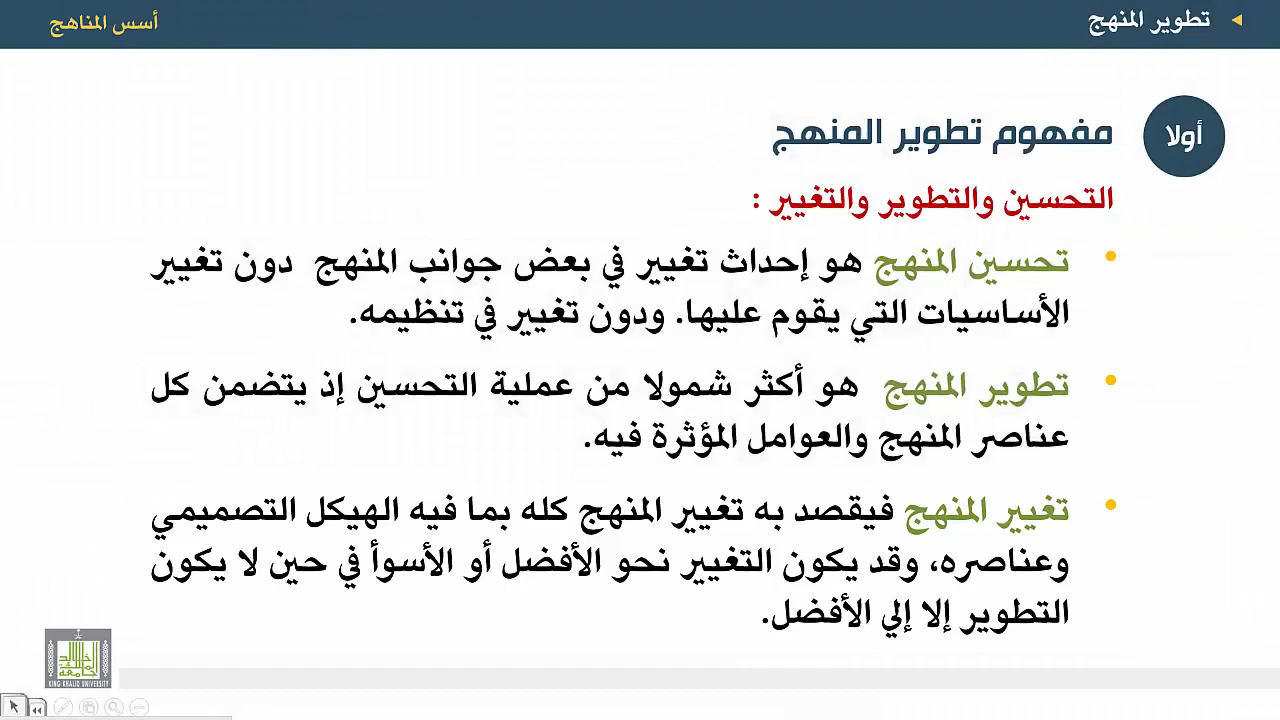 تطوير المنهج
أسس المناهج
أولا
مفهوم تطوير المنهج
التحسين والتطوير والتغيير :
تحسين المنهج هو إحداث تغيير في بعض جوانب المنهج دون تغيير
الأساسيات التي يقوم عليها. ودون تغيير في تنظيمه.
تطوير المنهج هو أكثر شمولا من عملية التحسين إذ يتضمن كل
عناصر المنهج والعوامل المؤثرة فيه.
تغيير المنهج فيقصد به تغيير المنهج كله بما فيه الهيكل التصميمي
وعناصره، وقد يكون التغيير نحو الأفضل أو الأسوأ في حين لا يكون
التطوير إلا إلي الأفضل.
KING KHALID UNIVERSITY